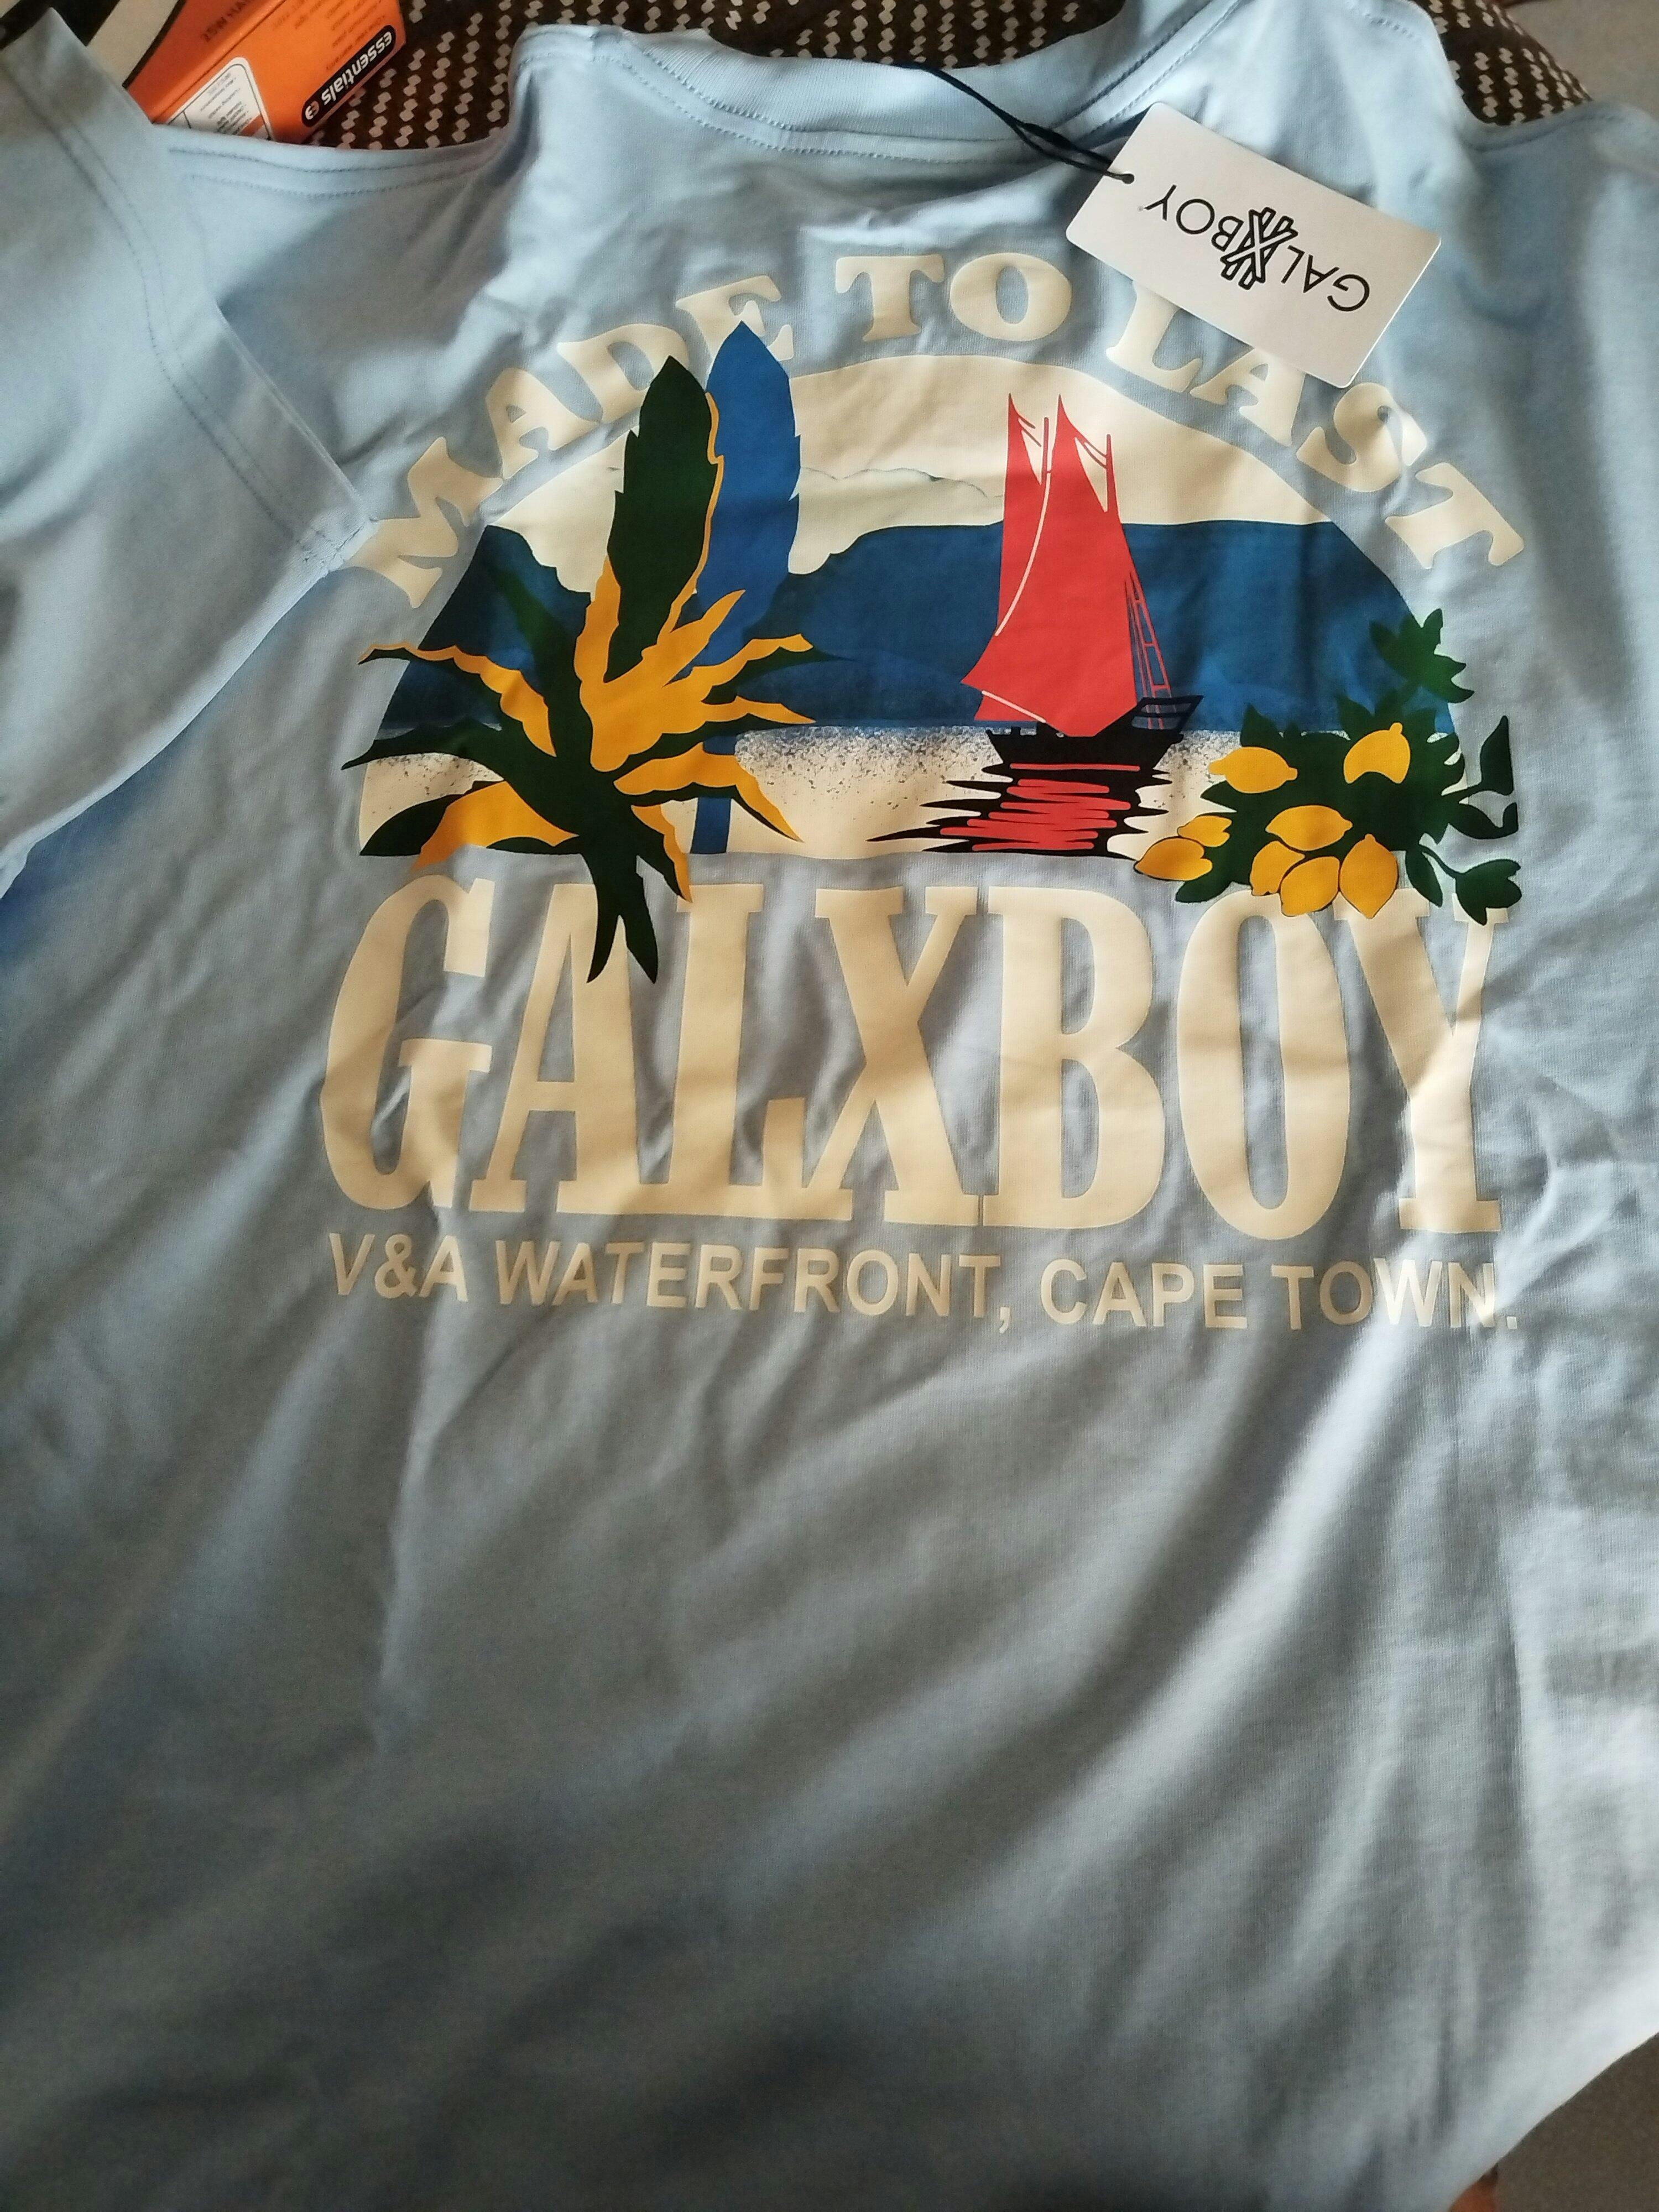 essentials
GALXBOY
MADE TO LAST
GALXBOY
V&A WATERFRONT, CAPE TOWN.